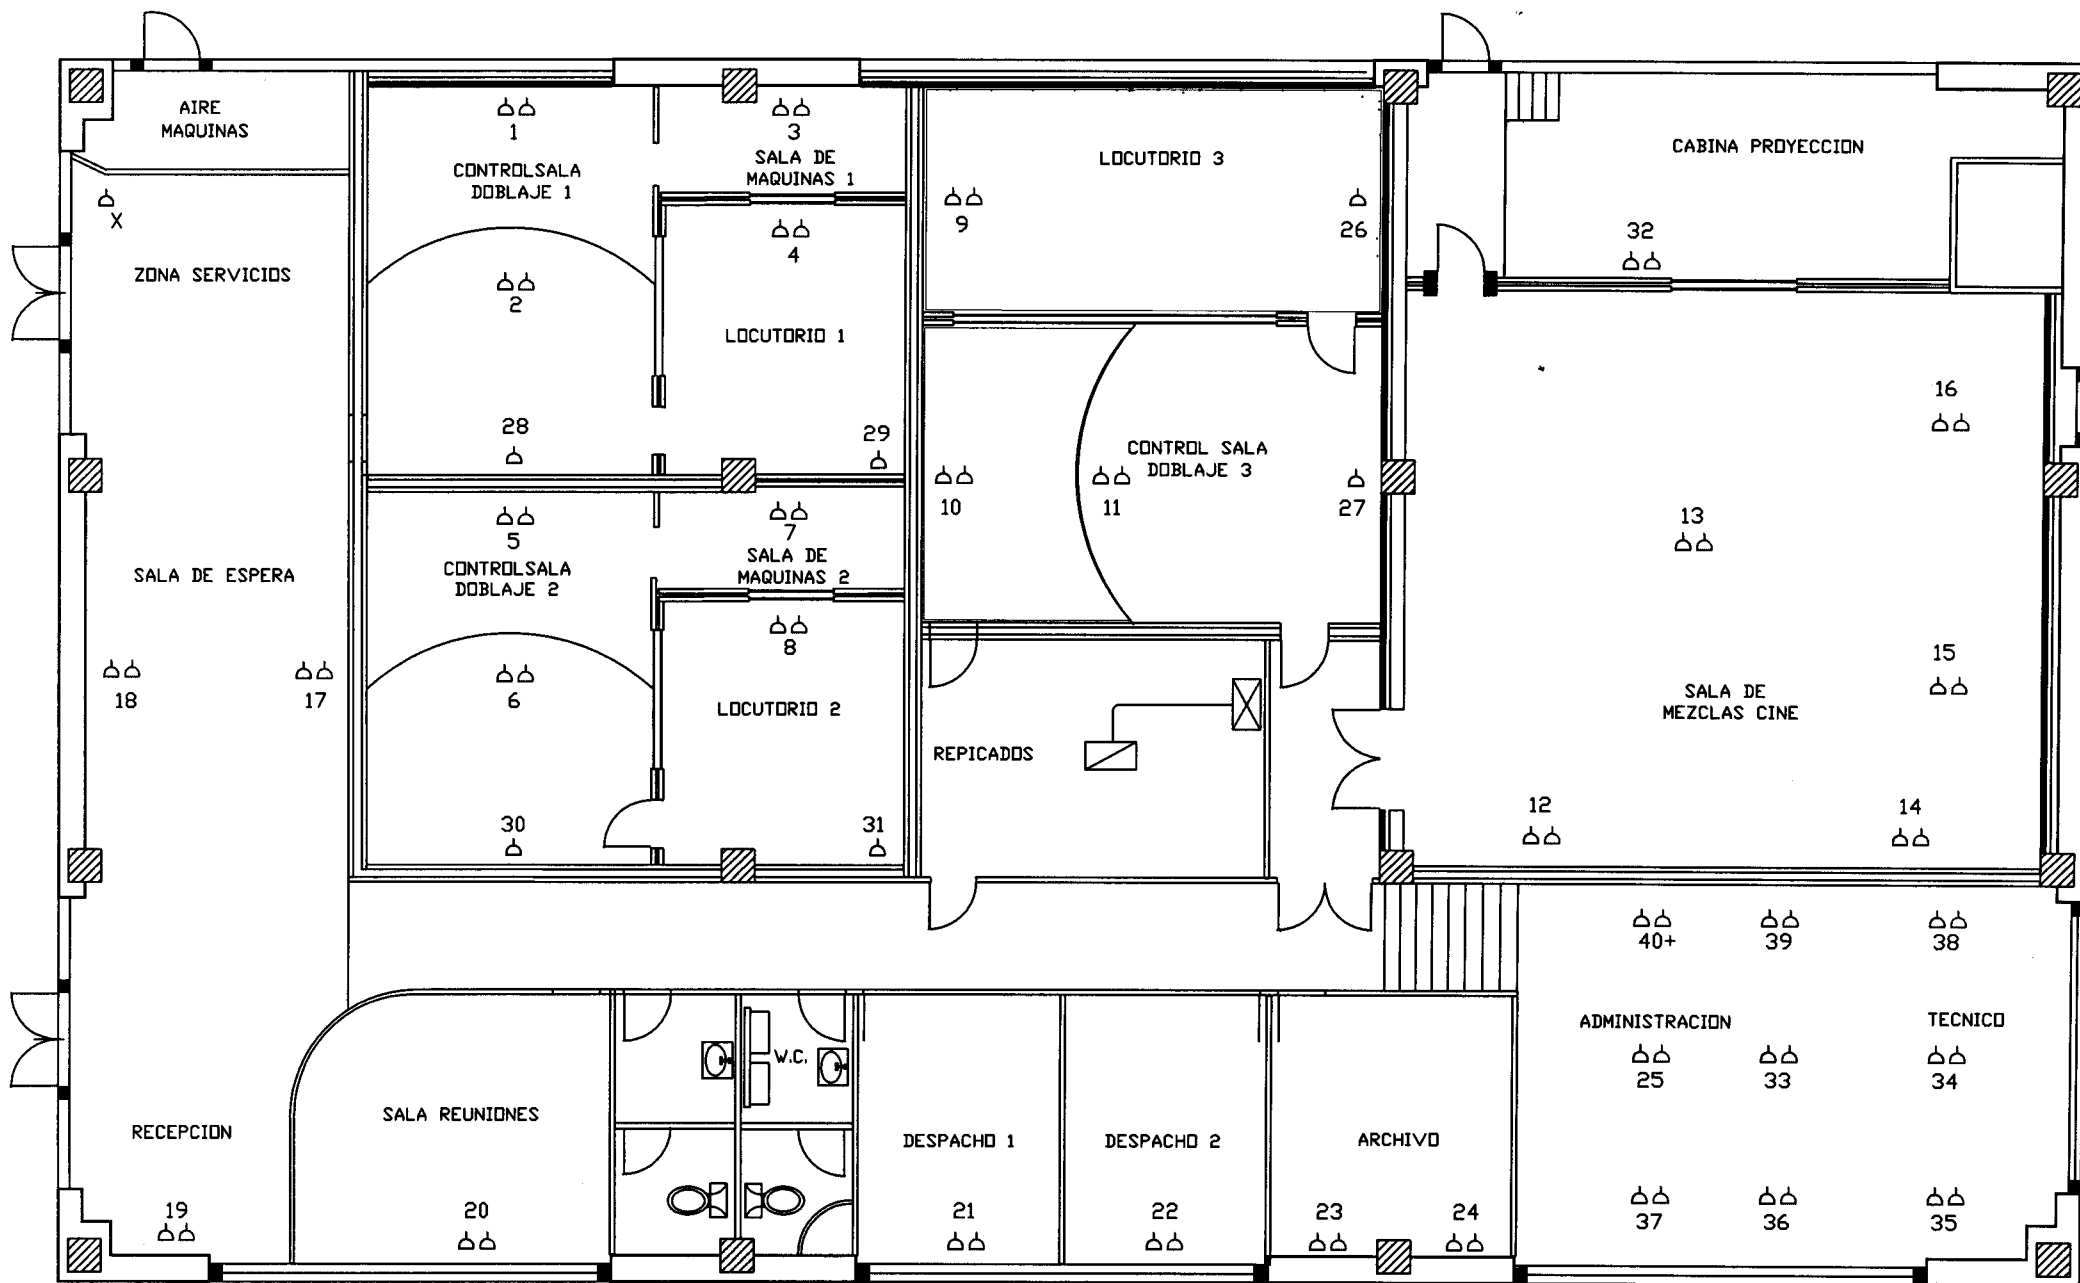 AIRE
MAQUINAS
1
CONTROLSALA
DOBLAJE 1
3
SALA DE
MAQUINAS 1
LOCUTORIO 3
CABINA PROYECCION
X
9
26
32
4
ZONA SERVICIOS
2
LOCUTORIO 1
16
28
29
CONTROL SALA
DOBLAJE 3
10
11
27
13
5
7
SALA DE
MAQUINAS 2
CONTROLSALA
DOBLAJE 2
SALA DE ESPERA
8
15
18
17
6
LOCUTORIO 2
SALA DE
MEZCLAS CINE
REPICADOS
30
31
12
14
40+
39
38
ADMINISTRACION
TECNICO
W.C.
25
33
34
RECEPCION
SALA REUNIONES
DESPACHO 1
DESPACHO 2
ARCHIVO
19
20
21
22
23
24
37
36
35